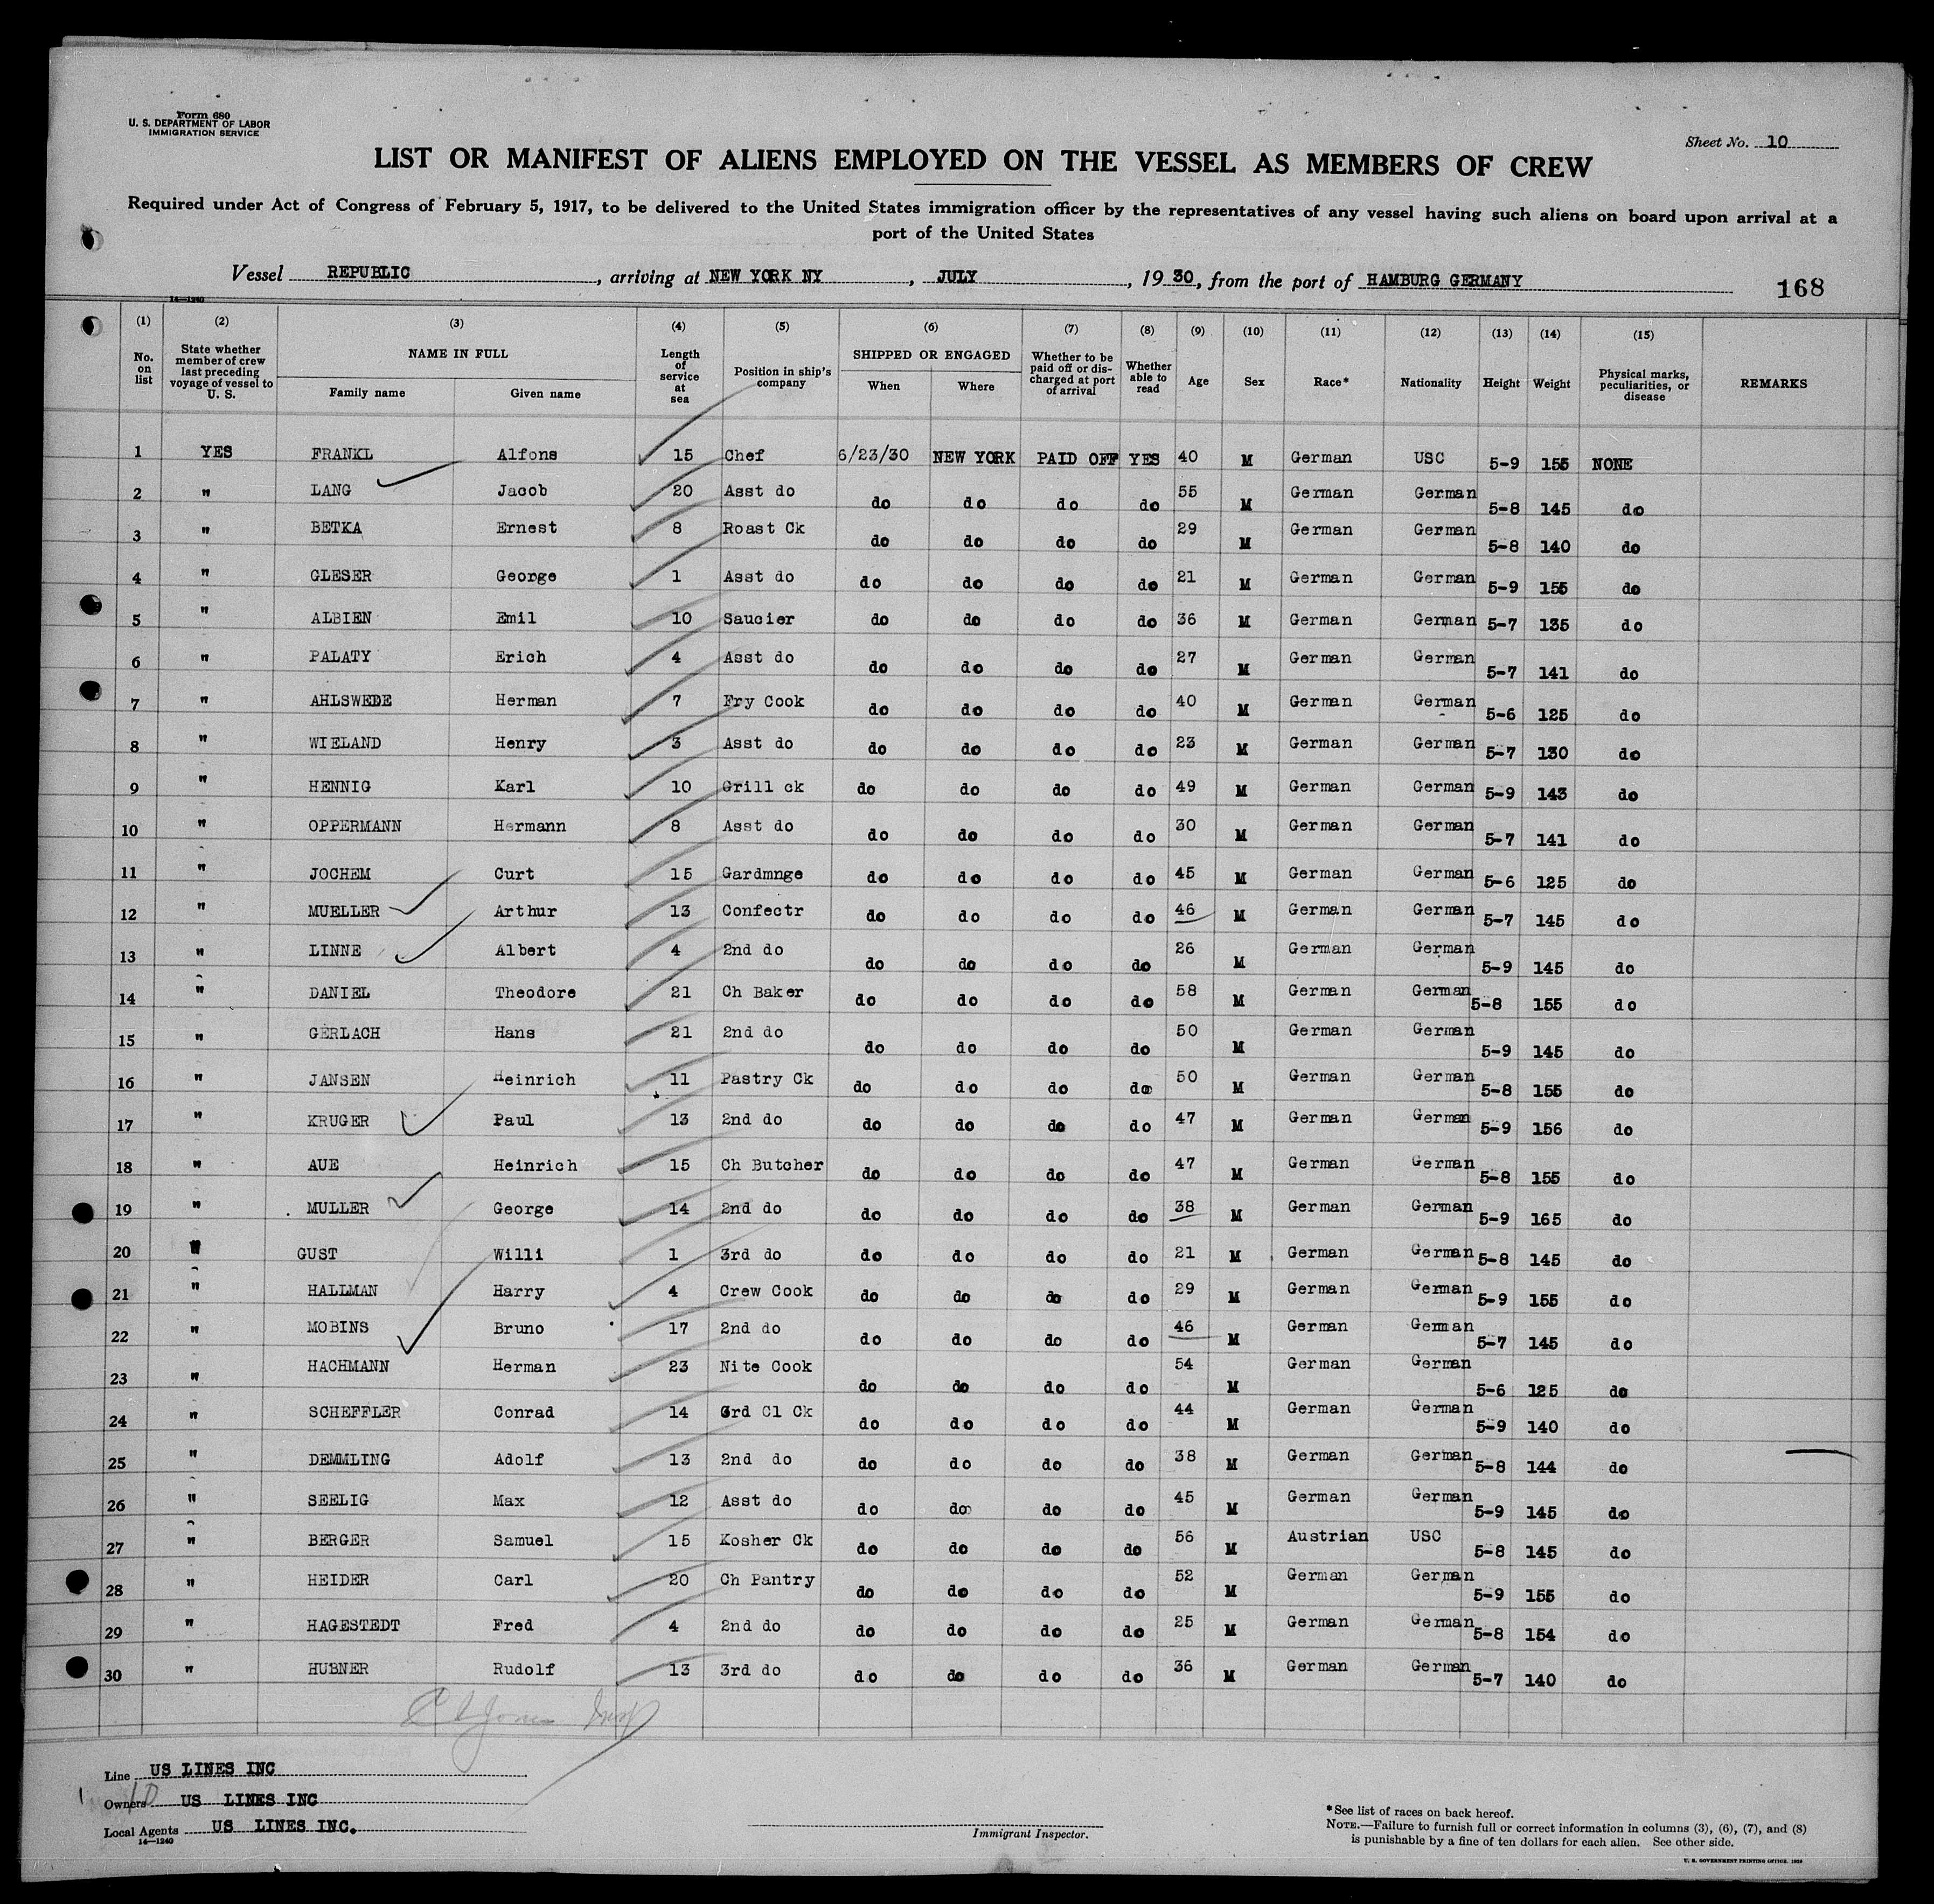 Form 680
U. S. DEPARTMENT OF LABOR
IMMIGRATION SERVICE
Sheet No. 10
LIST OR MANIFEST OF ALIENS EMPLOYED ON THE VESSEL AS MEMBERS OF CREW
Required under Act of Congress of February 5, 1917, to be delivered to the United States immigration officer by the representatives of any vessel having such aliens on board upon arrival at a
port of the United States
Vessel REPUBLIC, arriving at NEW YORK NY, JULY, 1930, from the port of HAMBURG GERMANY 168
14—1240
(1) (2) (3) (4) (5) (6) (7) (8) (9) (10) (11) (12) (13) (14) (15)
No. on list | State whether member of crew last preceding voyage of vessel to U. S. | NAME IN FULL Family name Given name | Length of service at sea | Position in ship's company | SHIPPED OR ENGAGED When Where | Whether to be paid off or discharged at port of arrival | Whether able to read | Age | Sex | Race* | Nationality | Height | Weight | Physical marks, peculiarities, or disease | REMARKS
1 YES FRANKL Alfons 15 Chef 6/23/30 NEW YORK PAID OFF YES 40 M German USC 5-9 155 NONE
2 " LANG Jacob 20 Asst do do do do do 55 M German German 5-8 145 do
3 " BETKA Ernest 8 Roast Ck do do do do 29 M German German 5-8 140 do
4 " GLESER George 1 Asst do do do do do 21 M German German 5-9 155 do
5 " ALBIEN Emil 10 Saucier do do do do 36 M German German 5-7 135 do
6 " PALATY Erich 4 Asst do do do do do 27 M German German 5-7 141 do
7 " AHLSWEDE Herman 7 Fry Cook do do do do 40 M German German 5-6 125 do
8 " WIELAND Henry 3 Asst do do do do do 23 M German German 5-7 130 do
9 " HENNIG Karl 10 Grill ck do do do do 49 M German German 5-9 143 do
10 " OPPERMANN Hermann 8 Asst do do do do do 30 M German German 5-7 141 do
11 " JOCHEM Curt 15 Gardmnge do do do do 45 M German German 5-6 125 do
12 " MUELLER Arthur 13 Confectr do do do do 46 M German German 5-7 145 do
13 " LINNE Albert 4 2nd do do do do do 26 M German German 5-9 145 do
14 " DANIEL Theodore 21 Ch Baker do do do do 58 M German German 5-8 155 do
15 " GERLACH Hans 21 2nd do do do do do 50 M German German 5-9 145 do
16 " JANSEN Heinrich 11 Pastry Ck do do do do 50 M German German 5-8 155 do
17 " KRUGER Paul 13 2nd do do do do do 47 M German German 5-9 156 do
18 " AUE Heinrich 15 Ch Butcher do do do do 47 M German German 5-8 155 do
19 " MULLER George 14 2nd do do do do do 38 M German German 5-9 165 do
20 " GUST Willi 1 3rd do do do do do 21 M German German 5-8 145 do
21 " HALLMAN Harry 4 Crew Cook do do do do 29 M German German 5-9 155 do
22 " MOBINS Bruno 17 2nd do do do do do 46 M German German 5-7 145 do
23 " HACHMANN Herman 23 Nite Cook do do do do 54 M German German 5-6 125 do
24 " SCHEFFLER Conrad 14 3rd Cl Ck do do do do 44 M German German 5-9 140 do
25 " DEMMLING Adolf 13 2nd do do do do do 38 M German German 5-8 144 do
26 " SEELIG Max 12 Asst do do do do do 45 M German German 5-9 145 do
27 " BERGER Samuel 15 Kosher Ck do do do do 56 M Austrian USC 5-8 145 do
28 " HEIDER Carl 20 Ch Pantry do do do do 52 M German German 5-9 155 do
29 " HAGESTEDT Fred 4 2nd do do do do do 25 M German German 5-8 154 do
30 " HUBNER Rudolf 13 3rd do do do do do 36 M German German 5-7 140 do
Line US LINES INC
Owners US LINES INC
Local Agents US LINES INC.
14—1240
Immigrant Inspector.
*See list of races on back hereof.
NOTE.—Failure to furnish full or correct information in columns (3), (6), (7), and (8)
is punishable by a fine of ten dollars for each alien. See other side.